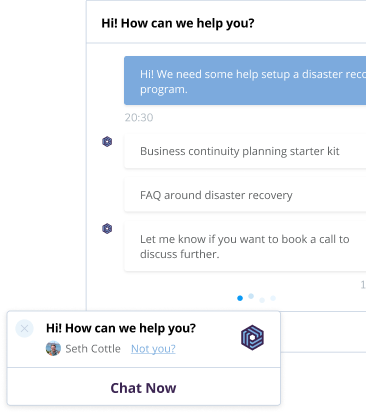 Hi! How can we help you?
Hi! We need some help setup a disaster reco
program.
20:30
Business continuity planning starter kit
FAQ around disaster recovery
Let me know if you want to book a call to
discuss further.
1
Hi! How can we help you?
Seth Cottle Not you?
Chat Now